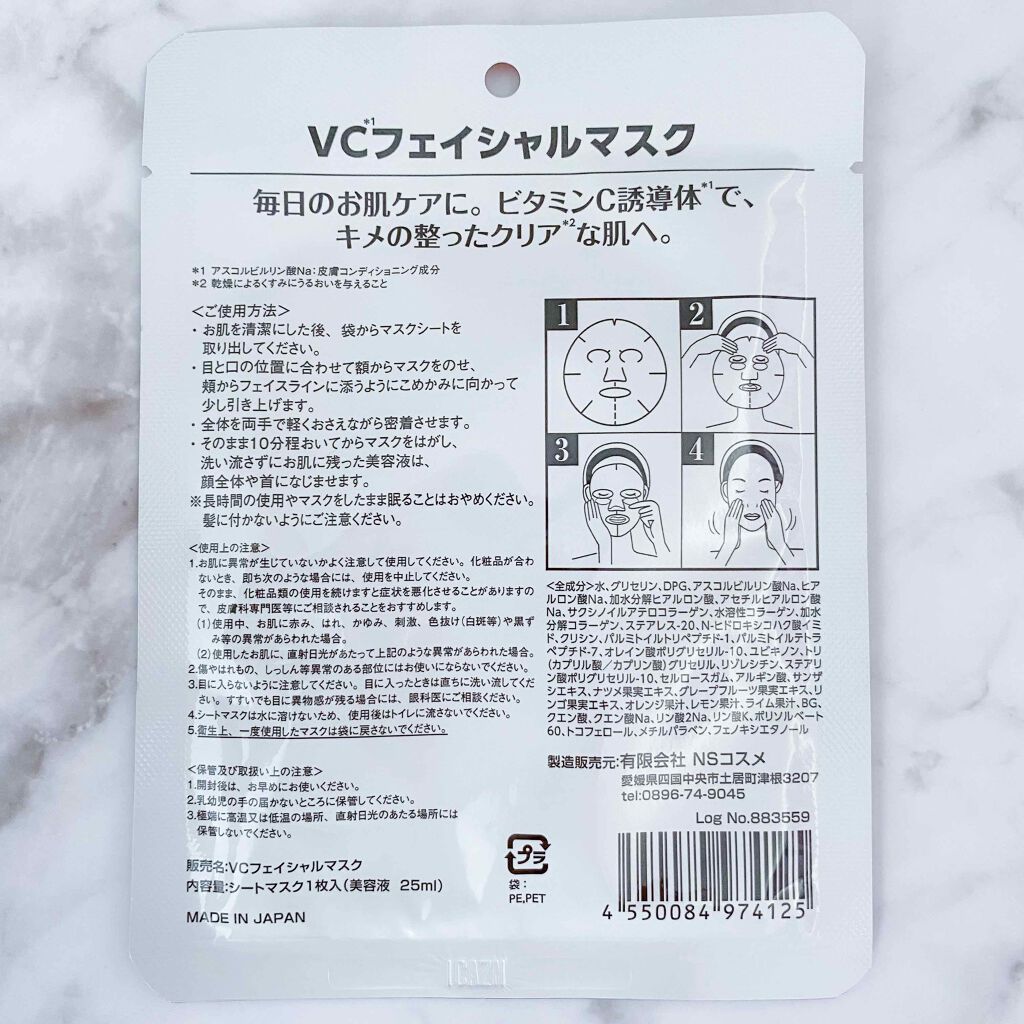 VC*1フェイシャルマスク
毎日のお肌ケアに。ビタミンC誘導体*1で、
キメの整ったクリア*2な肌へ。
*1 アスコルビルリン酸Na:皮膚コンディショニング成分
*2 乾燥によるくすみにうるおいを与えること
<ご使用方法>
・お肌を清潔にした後、袋からマスクシートを
取り出してください。
・目と口の位置に合わせて額からマスクをのせ、
頬からフェイスラインに添うようにこめかみに向かって
少し引き上げます。
・全体を両手で軽くおさえながら密着させます。
・そのまま10分程おいてからマスクをはがし、
洗い流さずにお肌に残った美容液は、
顔全体や首になじませます。
※長時間の使用やマスクをしたまま眠ることはおやめください。
髪に付かないようにご注意ください。
1
2
3
4
<使用上の注意>
1.お肌に異常が生じていないかよく注意して使用してください。化粧品が合わ
ないとき、即ち次のような場合には、使用を中止してください。
そのまま、化粧品類の使用を続けますと症状を悪化させることがありますの
で、皮膚科専門医等にご相談されることをおすすめします。
(1)使用中、お肌に赤み、はれ、かゆみ、刺激、色抜け(白斑等)や黒ず
み等の異常があらわれた場合。
(2)使用したお肌に、直射日光があたって上記のような異常があらわれた場合。
2.傷やはれもの、しっしん等異常のある部位にはお使いにならないでください。
3.目に入らないように注意してください。目に入ったときは直ちに洗い流してくだ
さい。すすいでも目に異物感が残る場合には、眼科医にご相談ください。
4.シートマスクは水に溶けないため、使用後はトイレに流さないでください。
5.衛生上、一度使用したマスクは袋に戻さないでください。
<保管及び取扱い上の注意>
1.開封後は、お早めにお使いください。
2.乳幼児の手の届かないところに保管してください。
3.極端に高温又は低温の場所、直射日光のあたる場所には
保管しないでください。
販売名:VCフェイシャルマスク
内容量:シートマスク1枚入(美容液 25ml)
MADE IN JAPAN
<全成分>水、グリセリン、DPG、アスコルビルリン酸Na、ヒア
ルロン酸Na、加水分解ヒアルロン酸、アセチルヒアルロン酸
Na、サクシノイルアテロコラーゲン、水溶性コラーゲン、加水
分解コラーゲン、ステアレス-20、N-ヒドロキシコハク酸イミ
ド、クリシン、パルミトイルトリペプチド-1、パルミトイルテトラ
ペプチド-7、オレイン酸ポリグリセリル-10、ユビキノン、トリ
(カプリル酸/カプリン酸)グリセリル、リゾレシチン、ステアリ
ン酸ポリグリセリル-10、セルロースガム、アルギン酸、サンザ
シエキス、ナツメ果実エキス、グレープフルーツ果実エキス、リ
ンゴ果実エキス、オレンジ果汁、レモン果汁、ライム果汁、BG、
クエン酸、クエン酸Na、リン酸2Na、リン酸K、ポリソルベート
60、トコフェロール、メチルパラベン、フェノキシエタノール
製造販売元:有限会社 NSコスメ
愛媛県四国中央市土居町津根3207
tel:0896-74-9045
Log No.883559
プラ
袋:
PE,PET
4 550084 974125